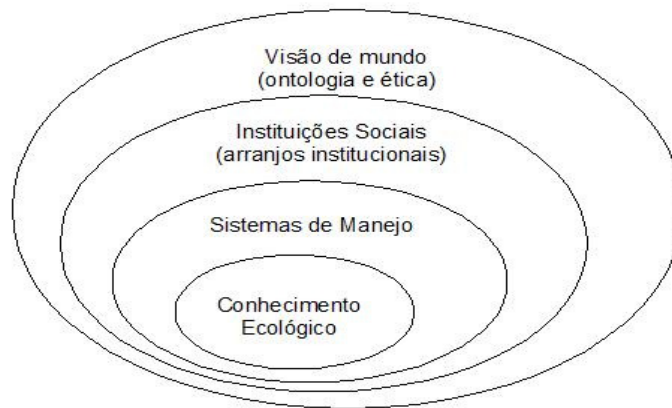 Visão de mundo
(ontologia e ética)
Instituições Sociais
(arranjos institucionais)
Sistemas de Manejo
Conhecimento
Ecológico